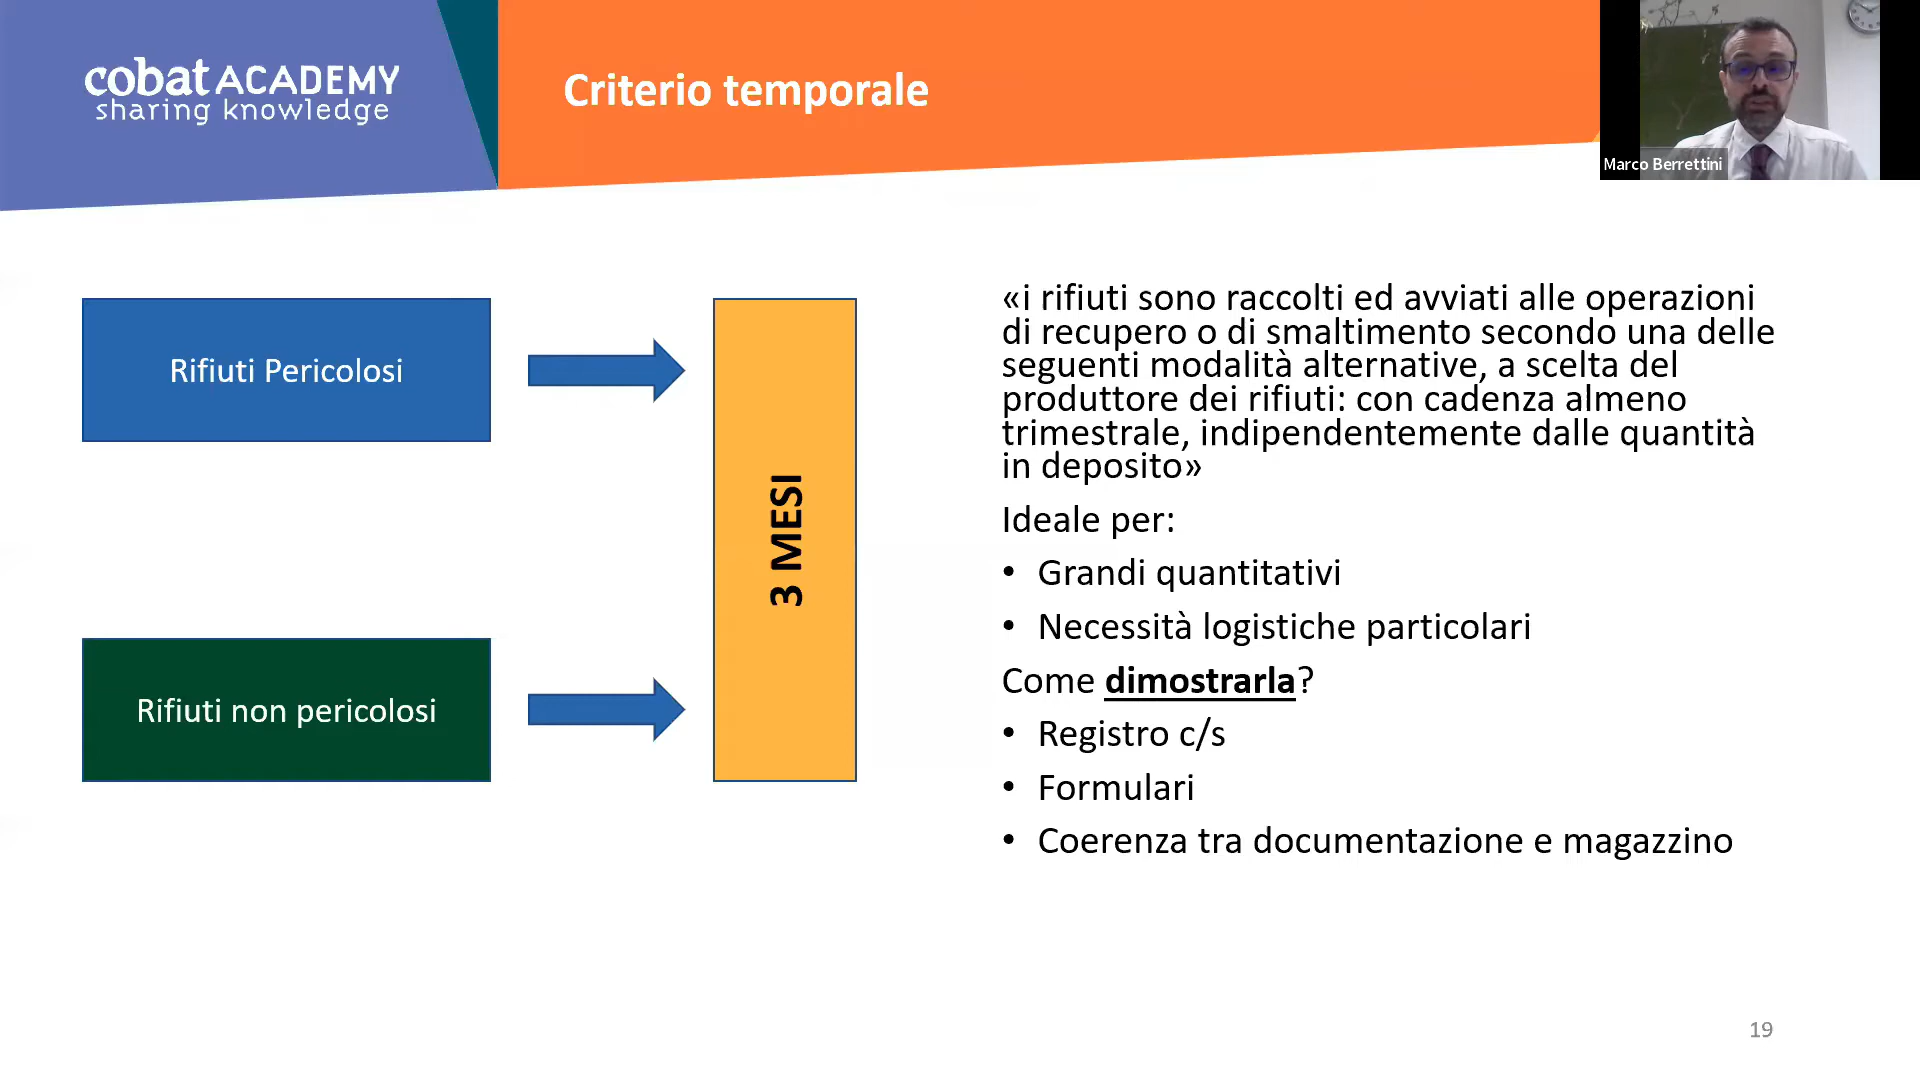 cobat ACADEMY
sharing knowledge
Criterio temporale
Marco Berrettini
Rifiuti Pericolosi
Rifiuti non pericolosi
3 MESI
«i rifiuti sono raccolti ed avviati alle operazioni
di recupero o di smaltimento secondo una delle
seguenti modalità alternative, a scelta del
produttore dei rifiuti: con cadenza almeno
trimestrale, indipendentemente dalle quantità
in deposito»
Ideale per:
• Grandi quantitativi
• Necessità logistiche particolari
Come dimostrarla?
• Registro c/s
• Formulari
• Coerenza tra documentazione e magazzino
19